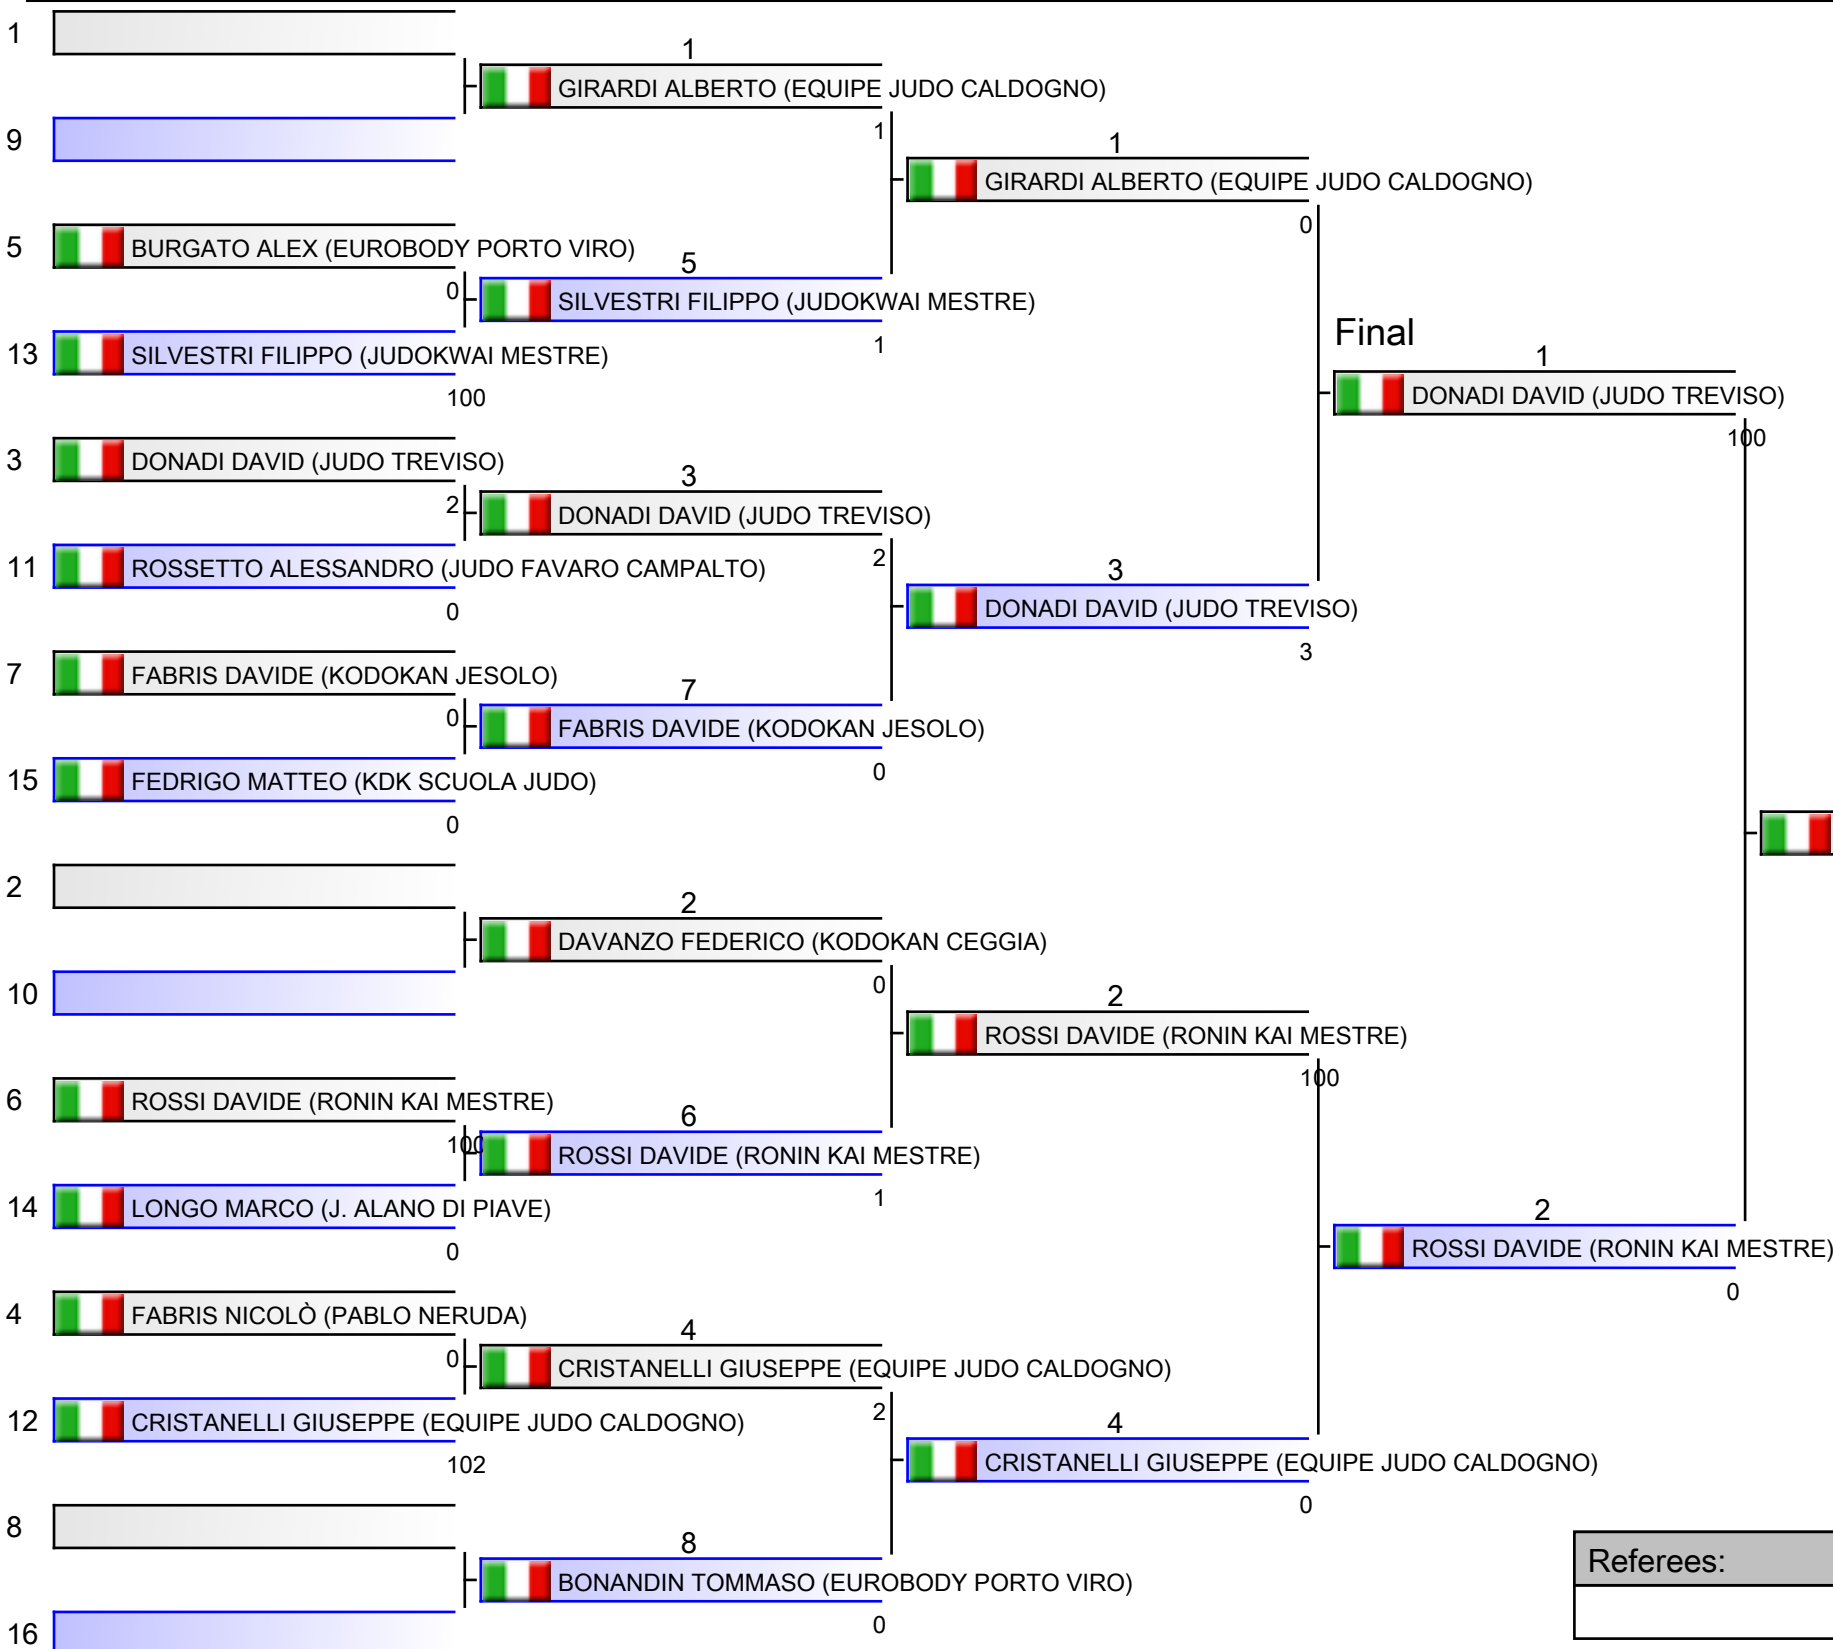 1
1
GIRARDI ALBERTO (EQUIPE JUDO CALDOGNO)
9
1
1
GIRARDI ALBERTO (EQUIPE JUDO CALDOGNO)
0
5
BURGATO ALEX (EUROBODY PORTO VIRO)
0
5
SILVESTRI FILIPPO (JUDOKWAI MESTRE)
1
13
SILVESTRI FILIPPO (JUDOKWAI MESTRE)
100
Final
1
DONADI DAVID (JUDO TREVISO)
100
3
DONADI DAVID (JUDO TREVISO)
2
3
DONADI DAVID (JUDO TREVISO)
2
11
ROSSETTO ALESSANDRO (JUDO FAVARO CAMPALTO)
0
3
DONADI DAVID (JUDO TREVISO)
3
7
FABRIS DAVIDE (KODOKAN JESOLO)
0
7
FABRIS DAVIDE (KODOKAN JESOLO)
0
15
FEDRIGO MATTEO (KDK SCUOLA JUDO)
0
2
2
DAVANZO FEDERICO (KODOKAN CEGGIA)
0
10
2
ROSSI DAVIDE (RONIN KAI MESTRE)
100
6
ROSSI DAVIDE (RONIN KAI MESTRE)
100
6
ROSSI DAVIDE (RONIN KAI MESTRE)
1
14
LONGO MARCO (J. ALANO DI PIAVE)
0
2
ROSSI DAVIDE (RONIN KAI MESTRE)
0
4
FABRIS NICOLÒ (PABLO NERUDA)
0
4
CRISTANELLI GIUSEPPE (EQUIPE JUDO CALDOGNO)
2
12
CRISTANELLI GIUSEPPE (EQUIPE JUDO CALDOGNO)
102
4
CRISTANELLI GIUSEPPE (EQUIPE JUDO CALDOGNO)
0
8
8
BONANDIN TOMMASO (EUROBODY PORTO VIRO)
0
16
Referees: